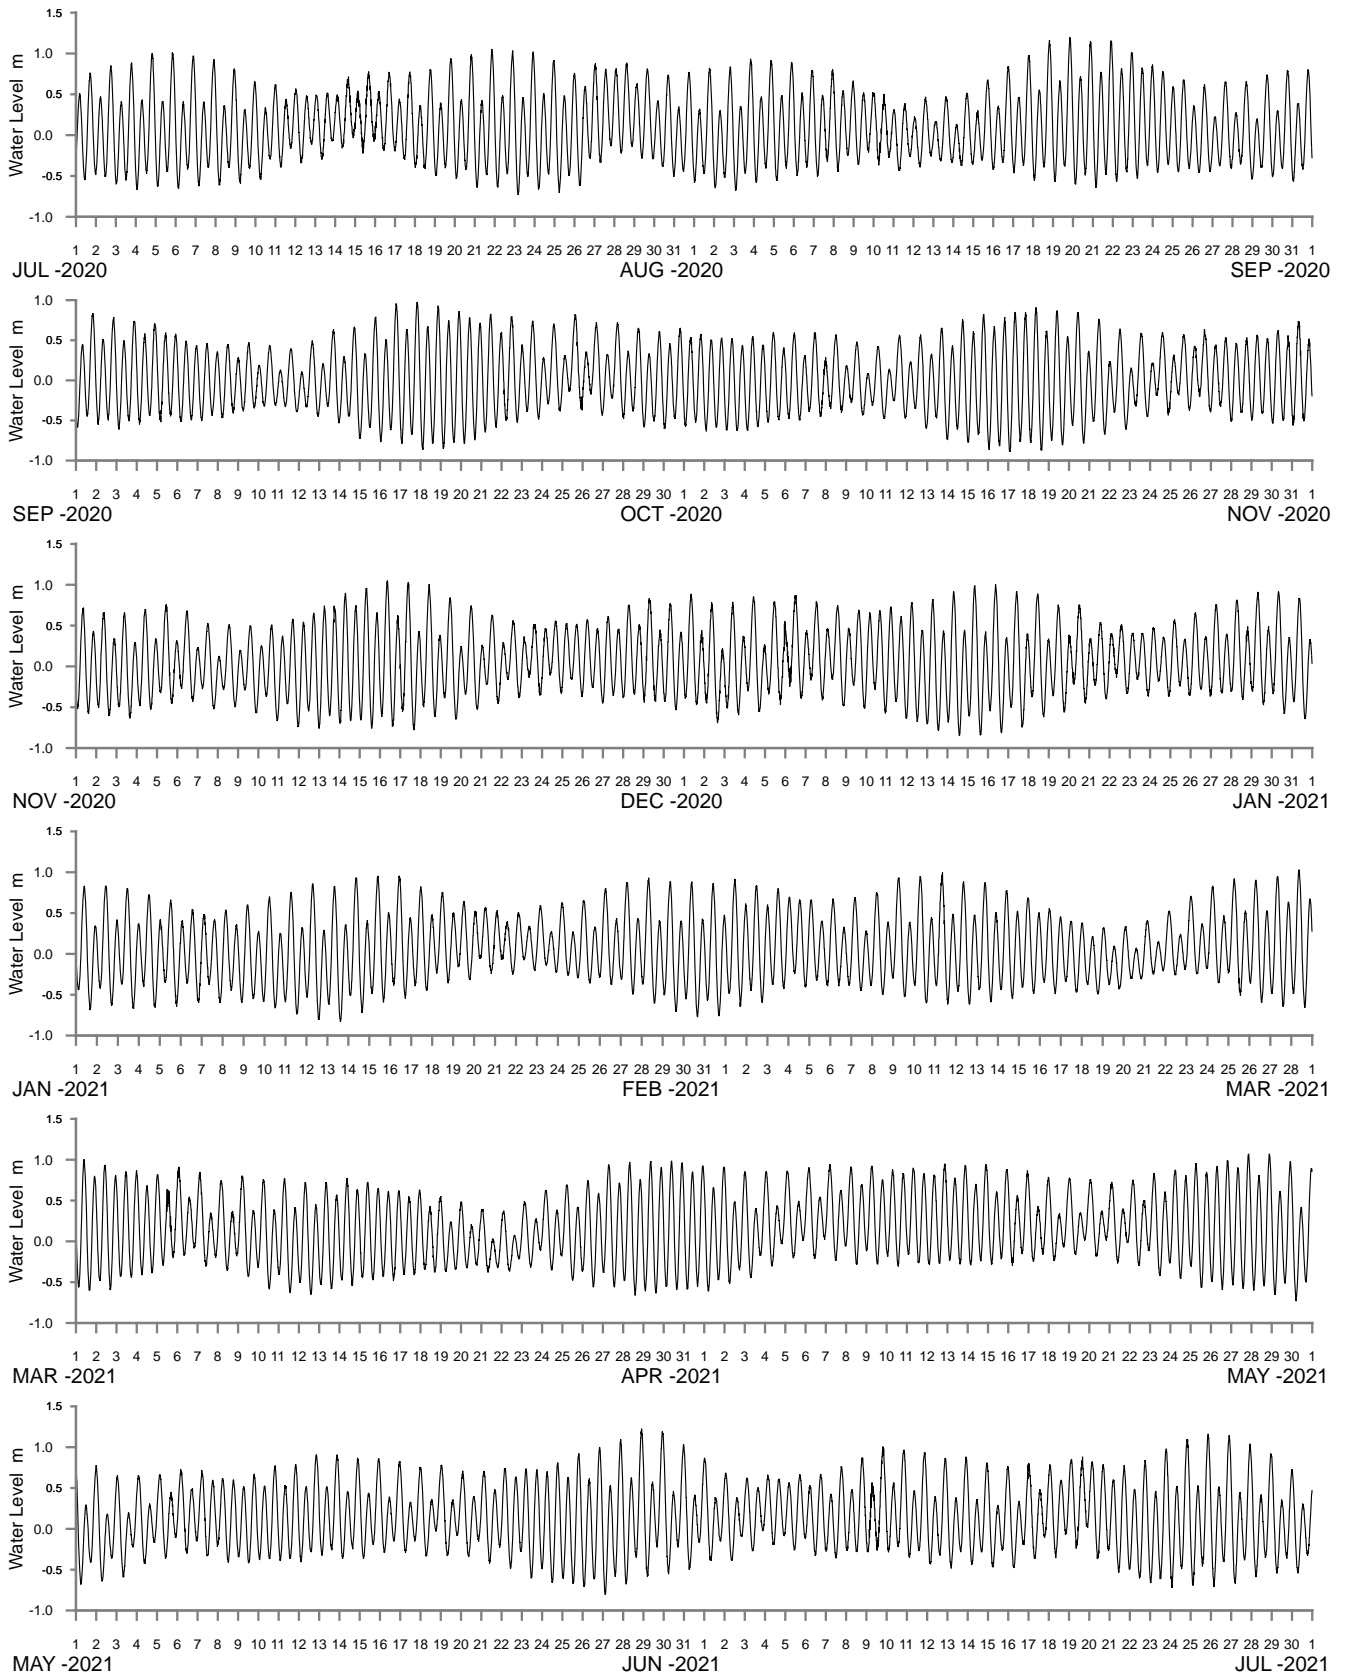 1.5
1.0
0.5
0.0
-0.5
-1.0
Water Level m
1 2 3 4 5 6 7 8 9 10 11 12 13 14 15 16 17 18 19 20 21 22 23 24 25 26 27 28 29 30 31 1 2 3 4 5 6 7 8 9 10 11 12 13 14 15 16 17 18 19 20 21 22 23 24 25 26 27 28 29 30 31 1
JUL -2020 AUG -2020 SEP -2020
1.0
0.5
0.0
-0.5
-1.0
Water Level m
1 2 3 4 5 6 7 8 9 10 11 12 13 14 15 16 17 18 19 20 21 22 23 24 25 26 27 28 29 30 1 2 3 4 5 6 7 8 9 10 11 12 13 14 15 16 17 18 19 20 21 22 23 24 25 26 27 28 29 30 31 1
SEP -2020 OCT -2020 NOV -2020
1.5
1.0
0.5
0.0
-0.5
-1.0
Water Level m
1 2 3 4 5 6 7 8 9 10 11 12 13 14 15 16 17 18 19 20 21 22 23 24 25 26 27 28 29 30 1 2 3 4 5 6 7 8 9 10 11 12 13 14 15 16 17 18 19 20 21 22 23 24 25 26 27 28 29 30 31 1
NOV -2020 DEC -2020 JAN -2021
1.5
1.0
0.5
0.0
-0.5
-1.0
Water Level m
1 2 3 4 5 6 7 8 9 10 11 12 13 14 15 16 17 18 19 20 21 22 23 24 25 26 27 28 29 30 31 1 2 3 4 5 6 7 8 9 10 11 12 13 14 15 16 17 18 19 20 21 22 23 24 25 26 27 28 1
JAN -2021 FEB -2021 MAR -2021
1.5
1.0
0.5
0.0
-0.5
-1.0
Water Level m
1 2 3 4 5 6 7 8 9 10 11 12 13 14 15 16 17 18 19 20 21 22 23 24 25 26 27 28 29 30 31 1 2 3 4 5 6 7 8 9 10 11 12 13 14 15 16 17 18 19 20 21 22 23 24 25 26 27 28 29 30 1
MAR -2021 APR -2021 MAY -2021
1.5
1.0
0.5
0.0
-0.5
-1.0
Water Level m
1 2 3 4 5 6 7 8 9 10 11 12 13 14 15 16 17 18 19 20 21 22 23 24 25 26 27 28 29 30 31 1 2 3 4 5 6 7 8 9 10 11 12 13 14 15 16 17 18 19 20 21 22 23 24 25 26 27 28 29 30 1
MAY -2021 JUN -2021 JUL -2021